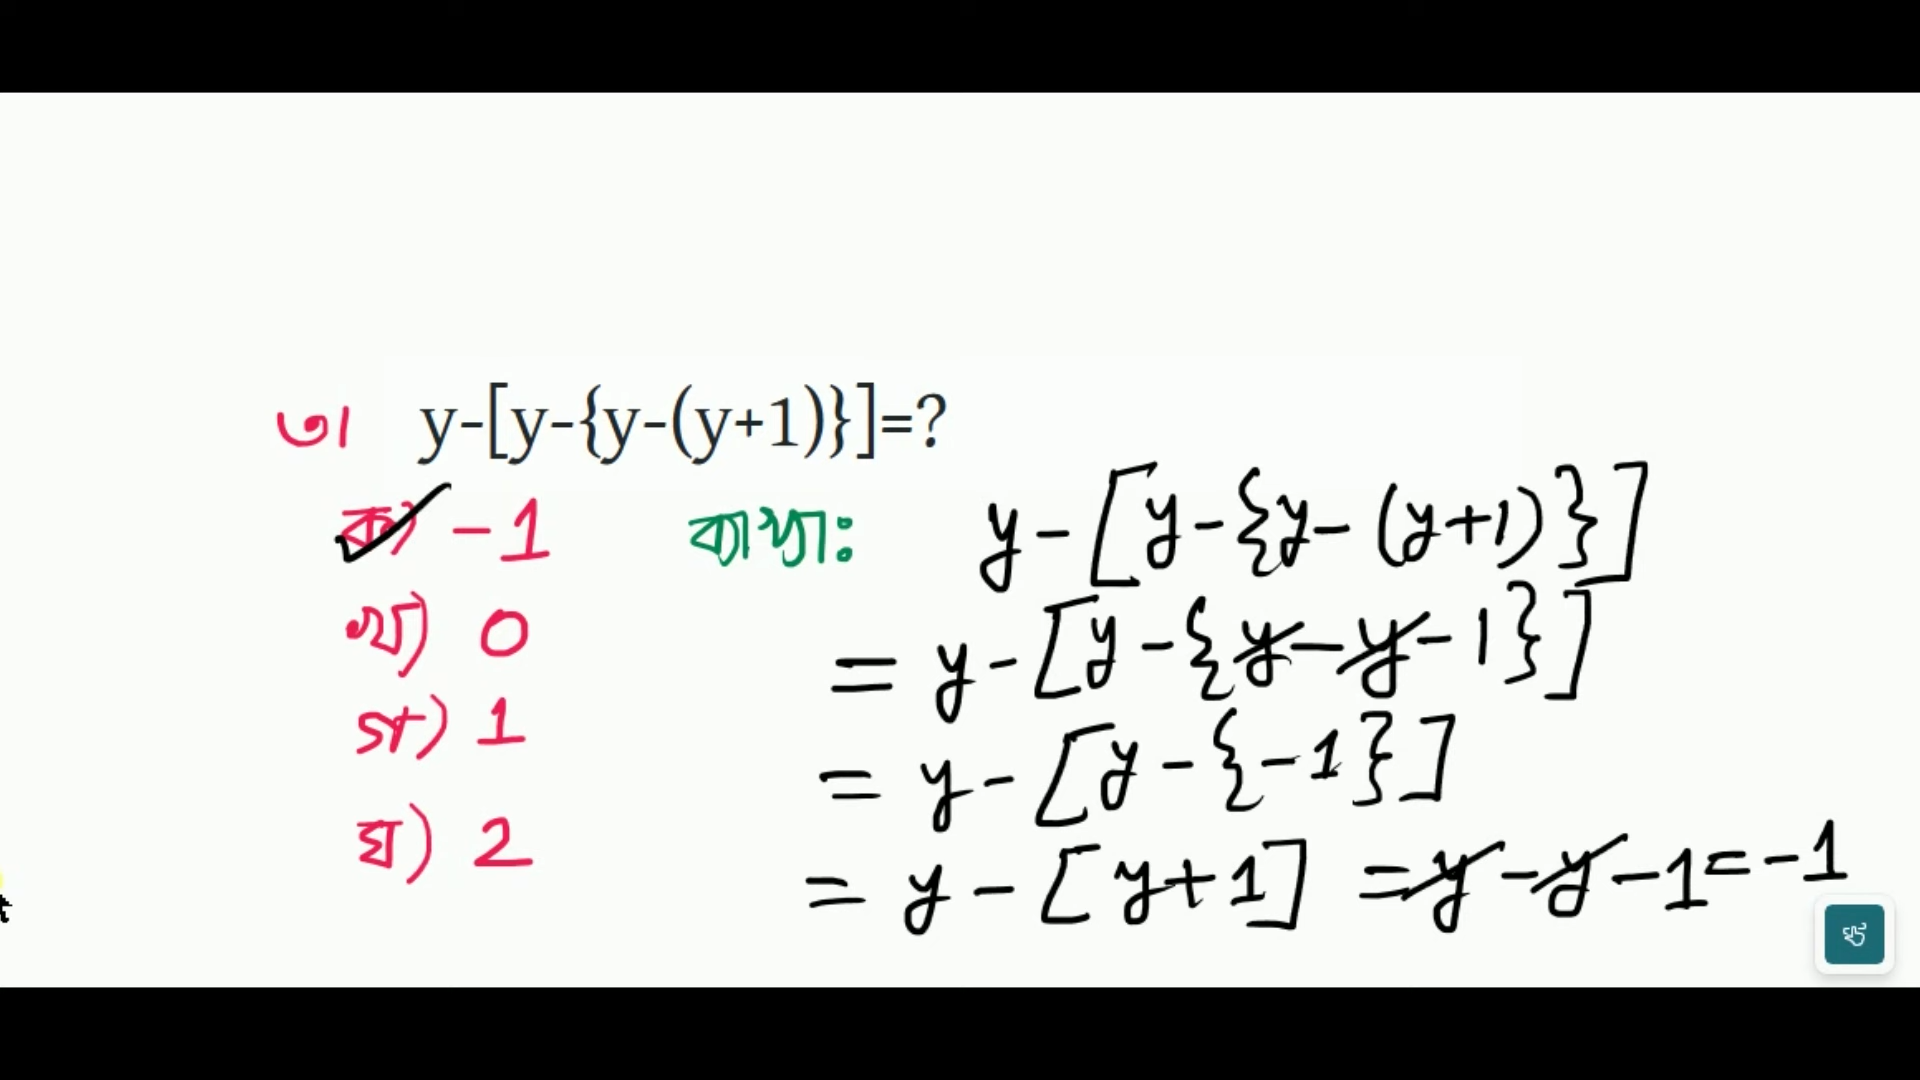 ৩। y-[y-{y-(y+1)}]=?
ক) -1
খ) 0
গ) 1
ঘ) 2
ব্যাখ্যা: y-[y-{y-(y+1)}]
= y-[y-{y-y-1}]
= y-[y-{-1}]
= y-[y+1] =y-y-1=-1